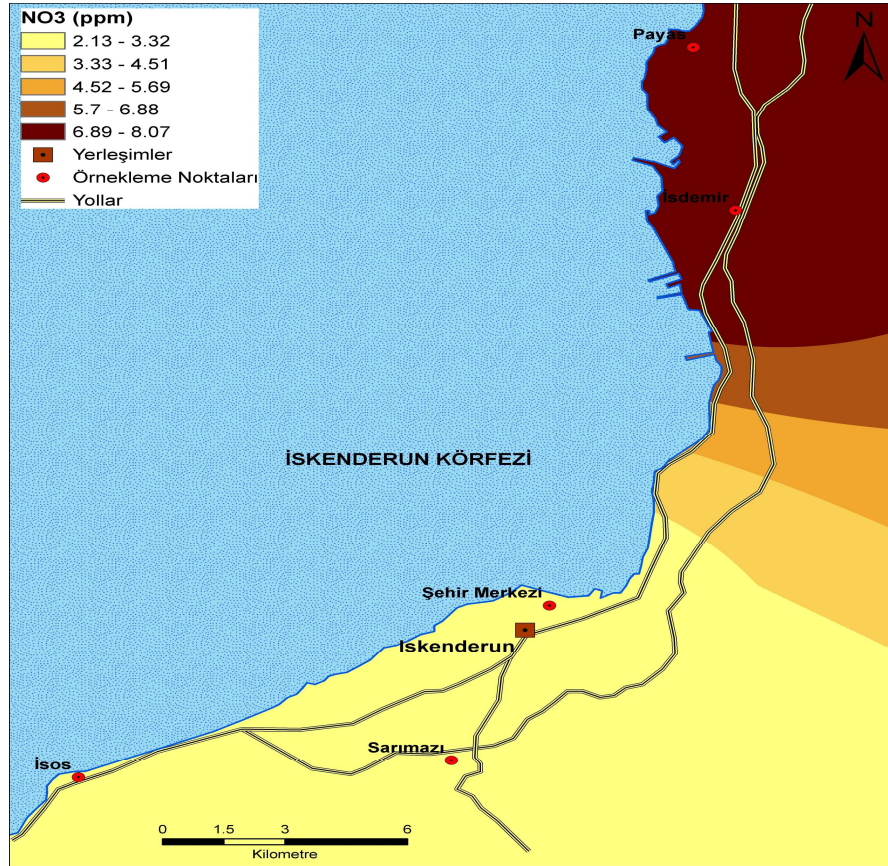 NO3 (ppm)
2.13 - 3.32
3.33 - 4.51
4.52 - 5.69
5.7 - 6.88
6.89 - 8.07
Yerleşimler
Örnekleme Noktaları
Yollar
Payas
N
İsdemir
İSKENDERUN KÖRFEZİ
Şehir Merkezi
Iskenderun
Sarımazı
İsos
0 1.5 3 6
Kilometre